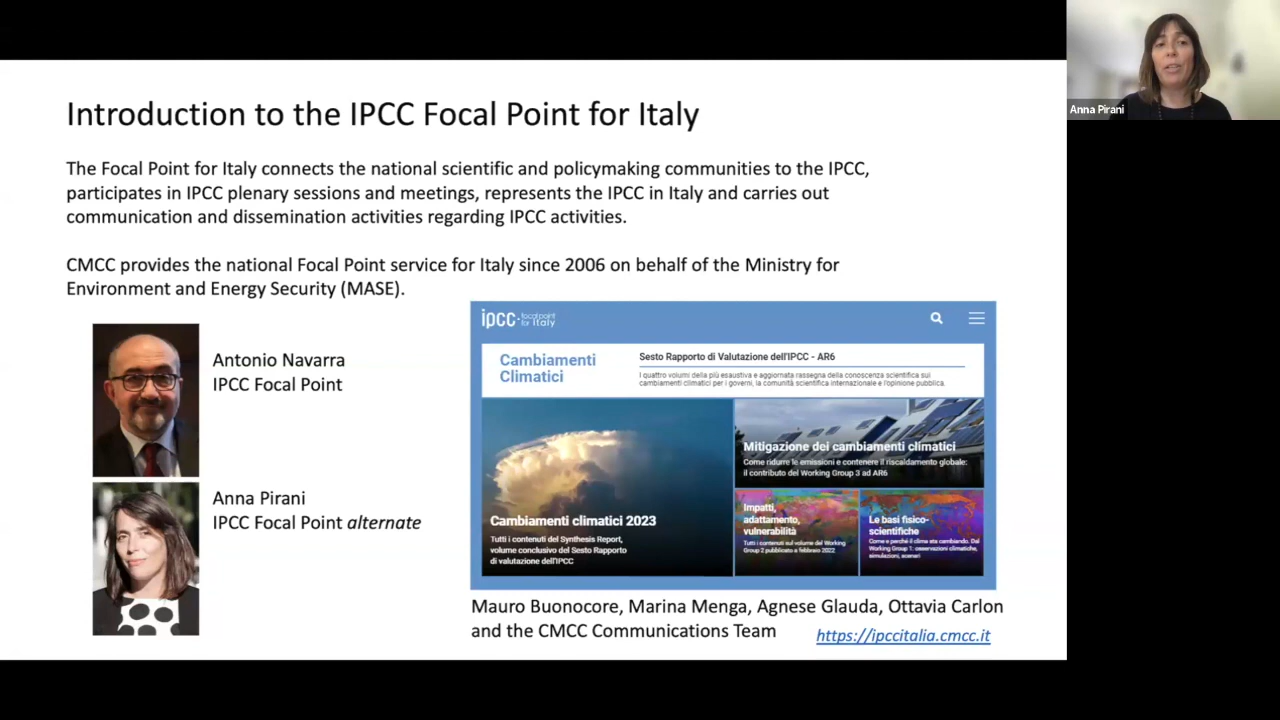 Introduction to the IPCC Focal Point for Italy
The Focal Point for Italy connects the national scientific and policymaking communities to the IPCC,
participates in IPCC plenary sessions and meetings, represents the IPCC in Italy and carries out
communication and dissemination activities regarding IPCC activities.
CMCC provides the national Focal Point service for Italy since 2006 on behalf of the Ministry for
Environment and Energy Security (MASE).
Antonio Navarra
IPCC Focal Point
Anna Pirani
IPCC Focal Point alternate
ipcc-focal point
for Italy
Cambiamenti
Climatici
Sesto Rapporto di Valutazione dell'IPCC - AR6
I quattro volumi della più esaustiva e aggiornata rassegna della conoscenza scientifica sui
cambiamenti climatici per i governi, la comunità scientifica internazionale e l'opinione pubblica.
Cambiamenti climatici 2023
Tutti i contenuti del Synthesis Report,
volume conclusivo del Sesto Rapporto
di valutazione dell'IPCC
Mitigazione dei cambiamenti climatici
Come ridurre le emissioni e contenere il riscaldamento globale:
il contributo del Working Group 3 ad AR6
Impatti,
adattamento,
vulnerabilità
Tutti i contenuti sul volume del Working
Group 2 pubblicato a febbraio 2022
Le basi fisico-
scientifiche
Come e perché il clima sta cambiando. Dal
Working Group 1: osservazioni climatiche,
simulazioni, scenari
Mauro Buonocore, Marina Menga, Agnese Glauda, Ottavia Carlon
and the CMCC Communications Team
https://ipccitalia.cmcc.it
Anna Pirani